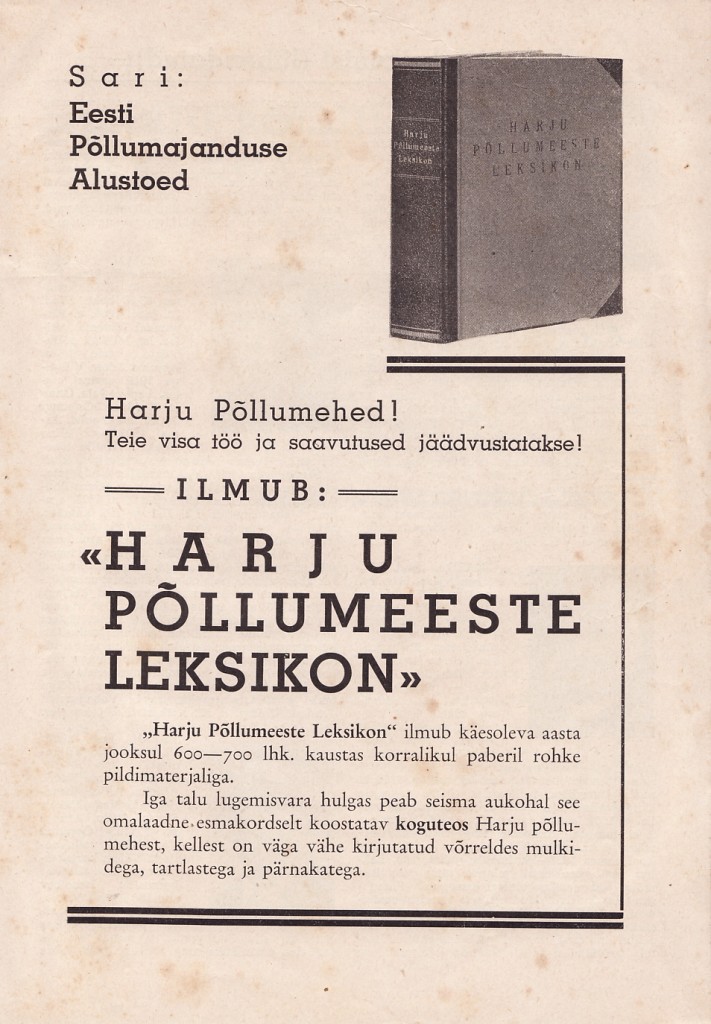 Sari:
Eesti
Põllumajanduse
Alustoed
Harju
Põllumeeste
Leksikon
HARJU
PÕLLUMEESTE
LEKSIKON
Harju Põllumehed!
Teie visa töö ja saavutused jäädvustatakse!
ILMUB:
«HARJU
PÕLLUMEESTE
LEKSIKON»
„Harju Põllumeeste Leksikon“ ilmub käesoleva aasta
jooksul 600—700 lhk. kaustas korralikul paberil rohke
pildimaterjaliga.
Iga talu lugemisvara hulgas peab seisma aukohal see
omalaadne esmakordselt koostatav koguteos Harju põllu-
mehest, kellest on väga vähe kirjutatud võrreldes mulki-
dega, tartlastega ja pärnakatega.